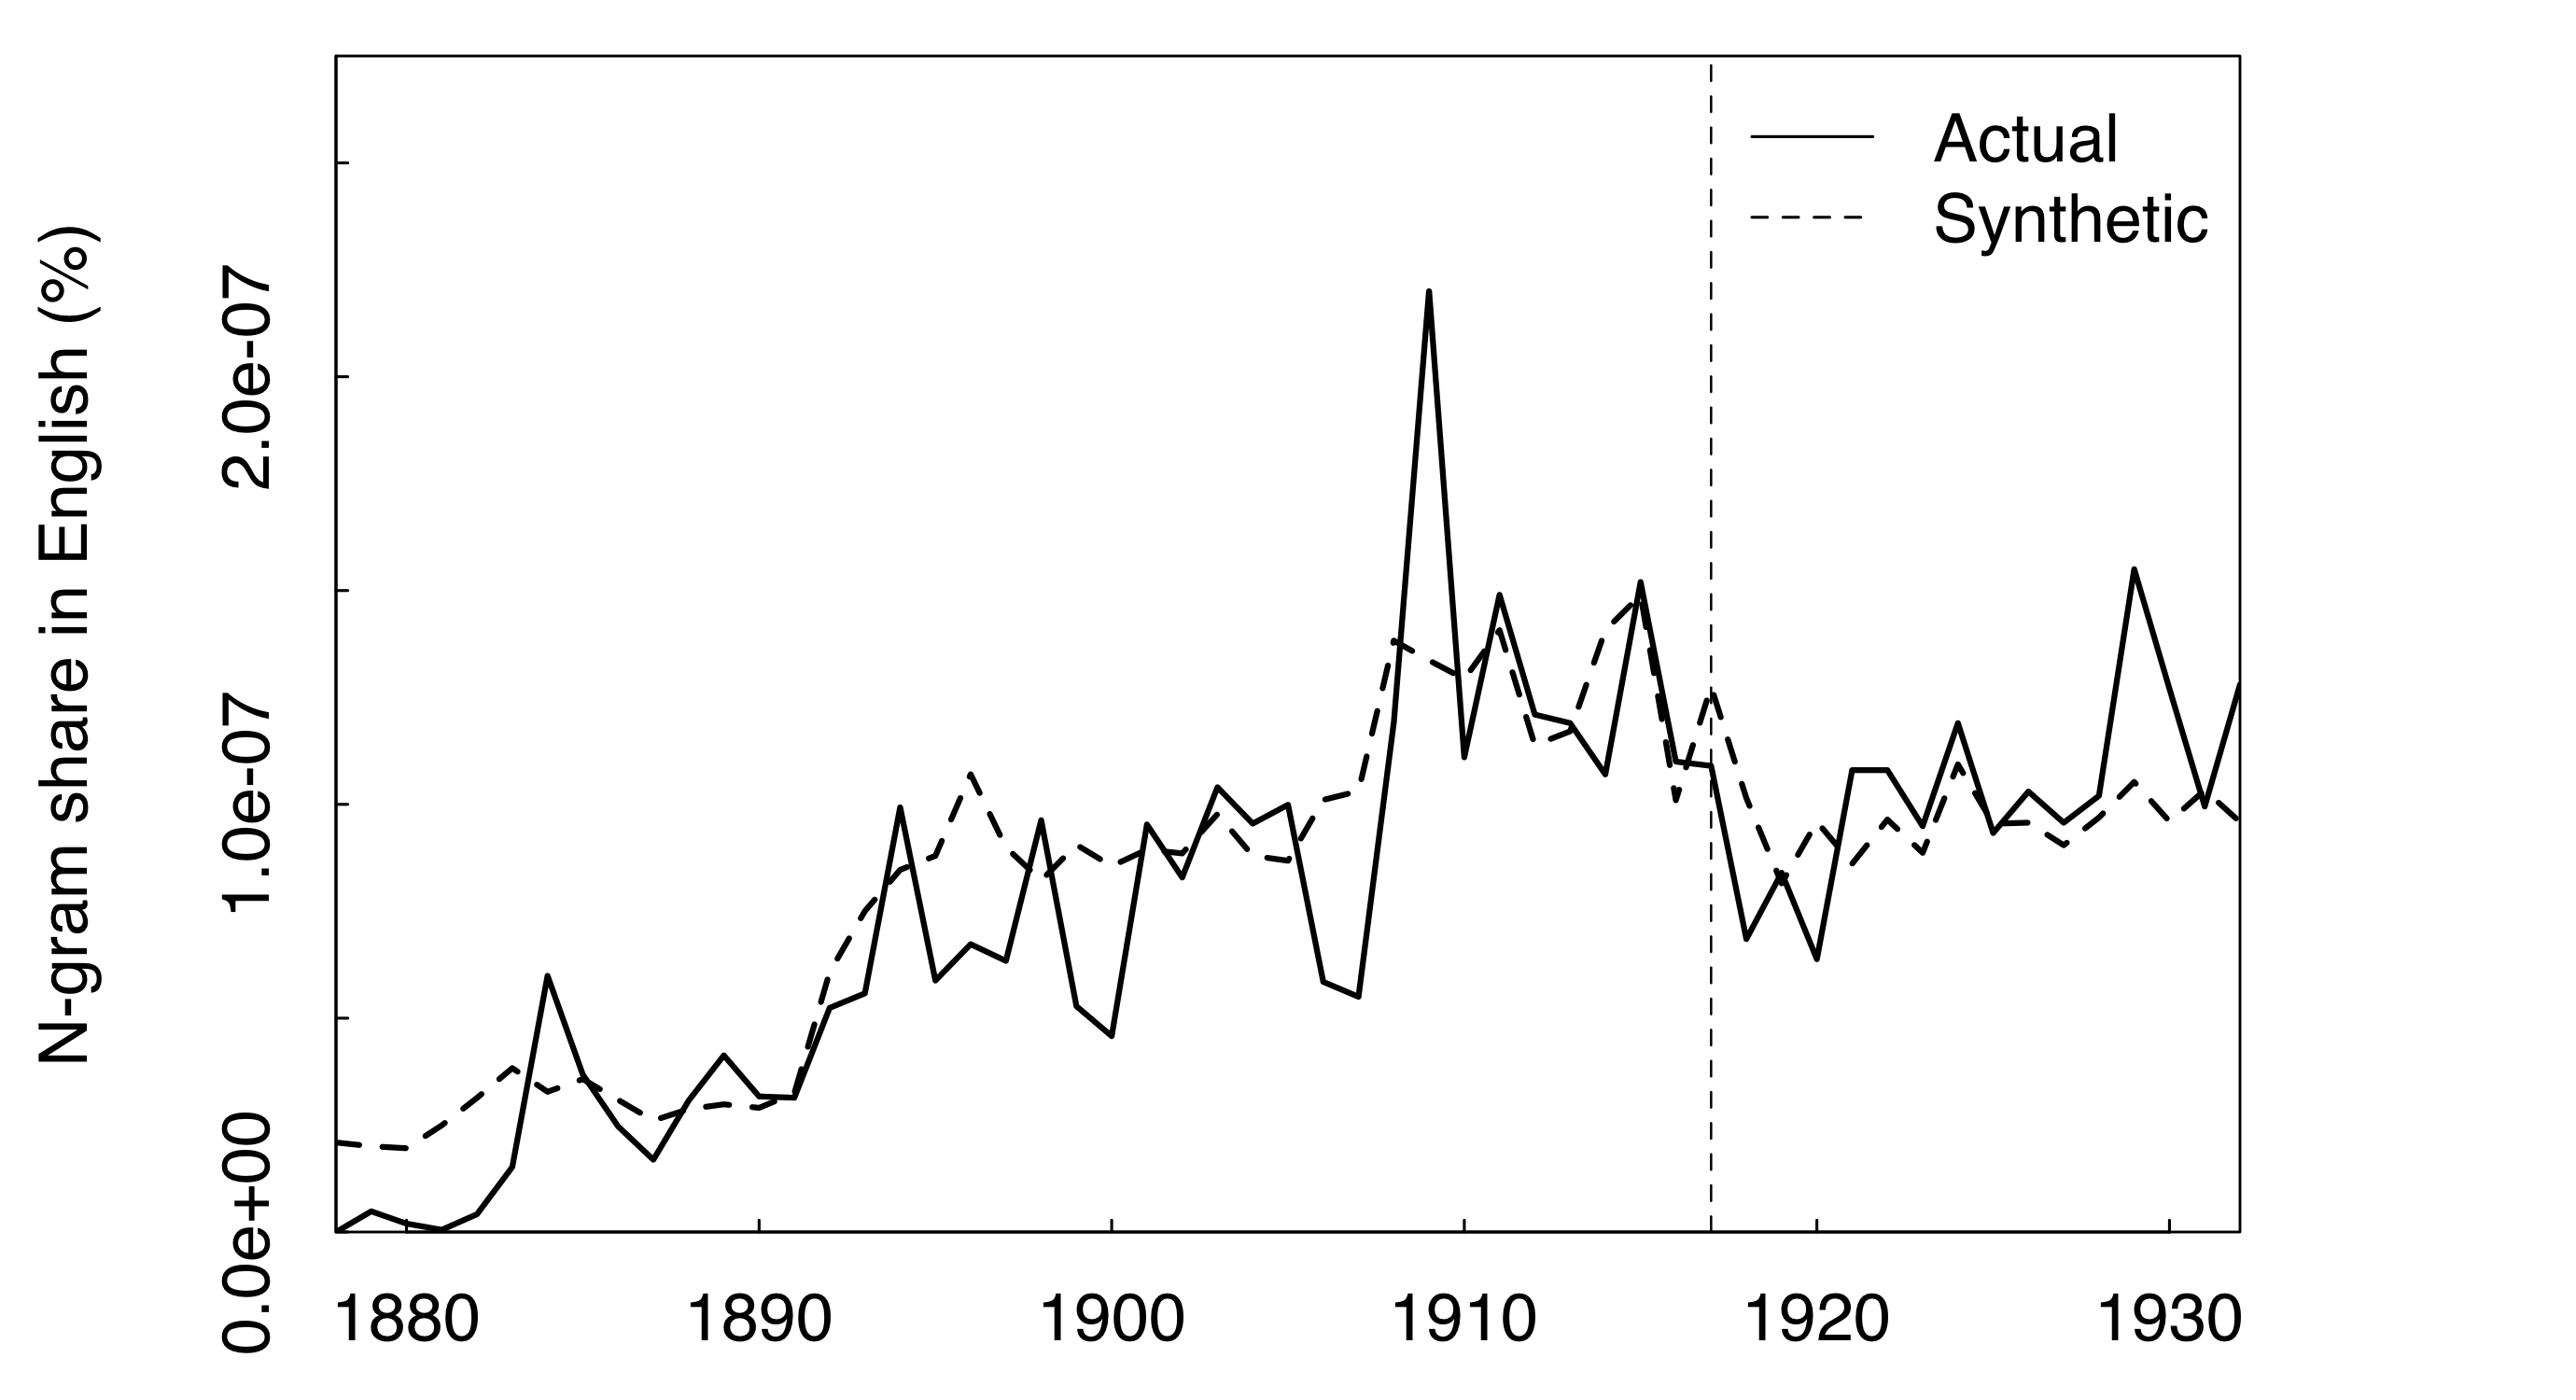 N-gram share in English (%)
2.0e-07
1.0e-07
0.0e+00
Actual
Synthetic
1880 1890 1900 1910 1920 1930